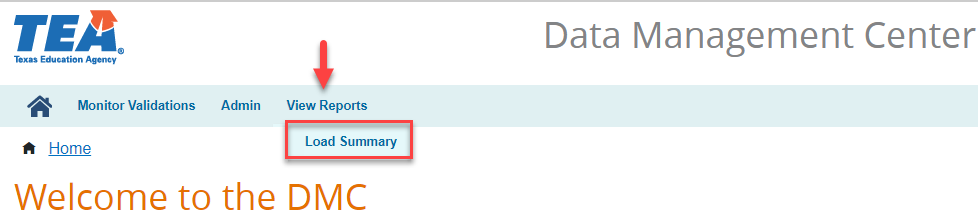 TEA®
Texas Education Agency
Data Management Center
Monitor Validations Admin View Reports
Load Summary
Home
Welcome to the DMC